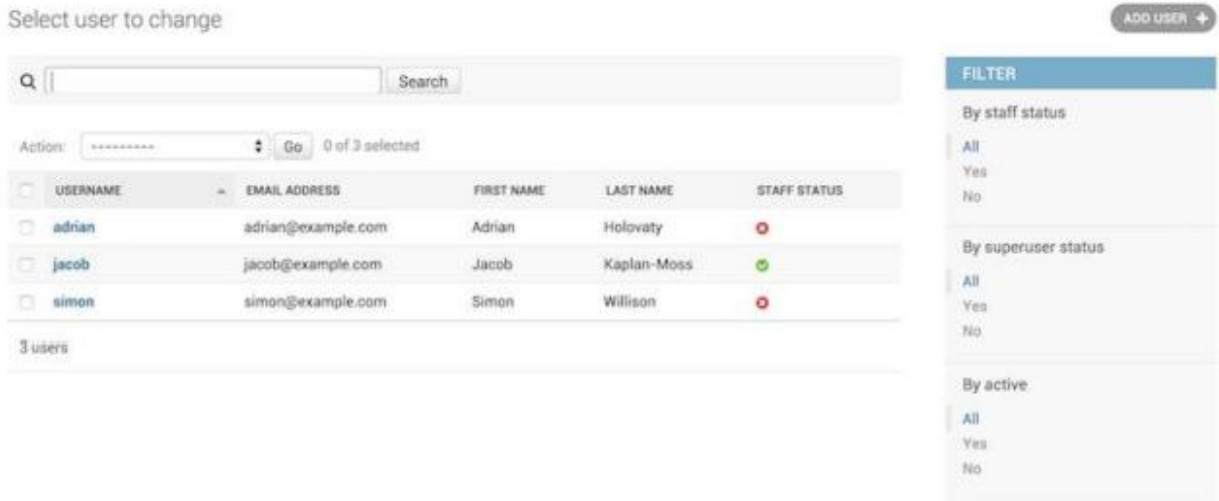 Select user to change
ADD USER +
Search
Action: --------- Go 0 of 3 selected
USERNAME EMAIL ADDRESS FIRST NAME LAST NAME STAFF STATUS
adrian adrian@example.com Adrian Holovaty
jacob jacob@example.com Jacob Kaplan-Moss
simon simon@example.com Simon Willison
3 users
FILTER
By staff status
All
Yes
No
By superuser status
All
Yes
No
By active
All
Yes
No